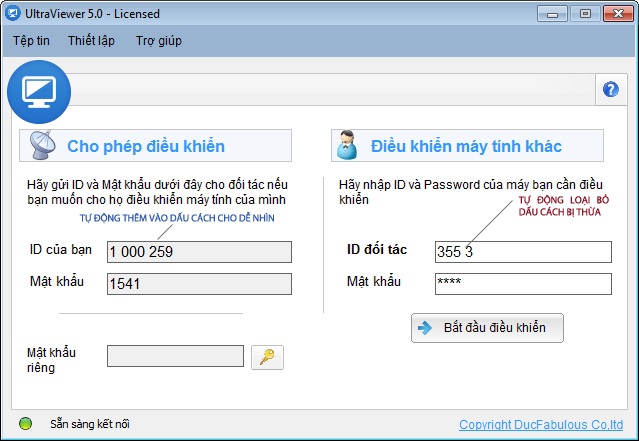 UltraViewer 5.0 - Licensed
Tệp tin Thiết lập Trợ giúp
?
Cho phép điều khiển
Hãy gửi ID và Mật khẩu dưới đây cho đối tác nếu
bạn muốn cho họ điều khiển máy tính của mình
TỰ ĐỘNG THÊM VÀO DẤU CÁCH CHO DỄ NHÌN
ID của bạn 1 000 259
Mật khẩu 1541
Mật khẩu
riêng
Điều khiển máy tính khác
Hãy nhập ID và Password của máy bạn cần điều
khiển
TỰ ĐỘNG LOẠI BỎ
DẤU CÁCH BỊ THỪA
ID đối tác 355 3
Mật khẩu ****
Bắt đầu điều khiển
Sẵn sàng kết nối
Copyright DucFabulous Co,ltd